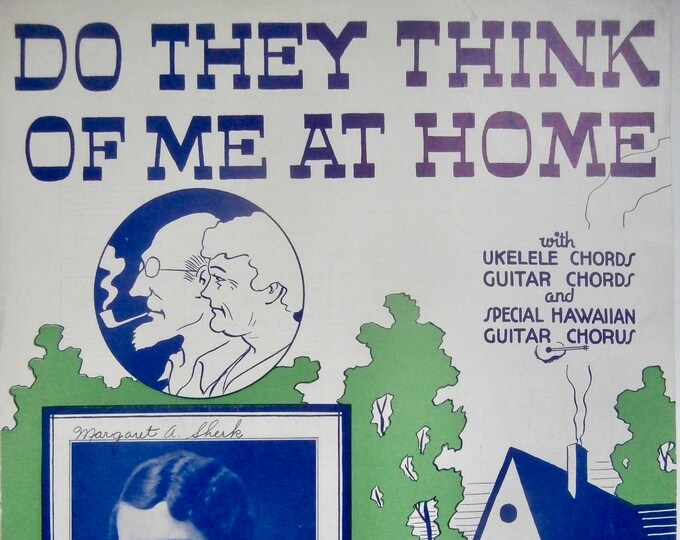 DO THEY THINK
OF ME AT HOME
with
UKELELE CHORDS
GUITAR CHORDS
and
SPECIAL HAWAIIAN
GUITAR CHORUS
Margaret A. Sherk